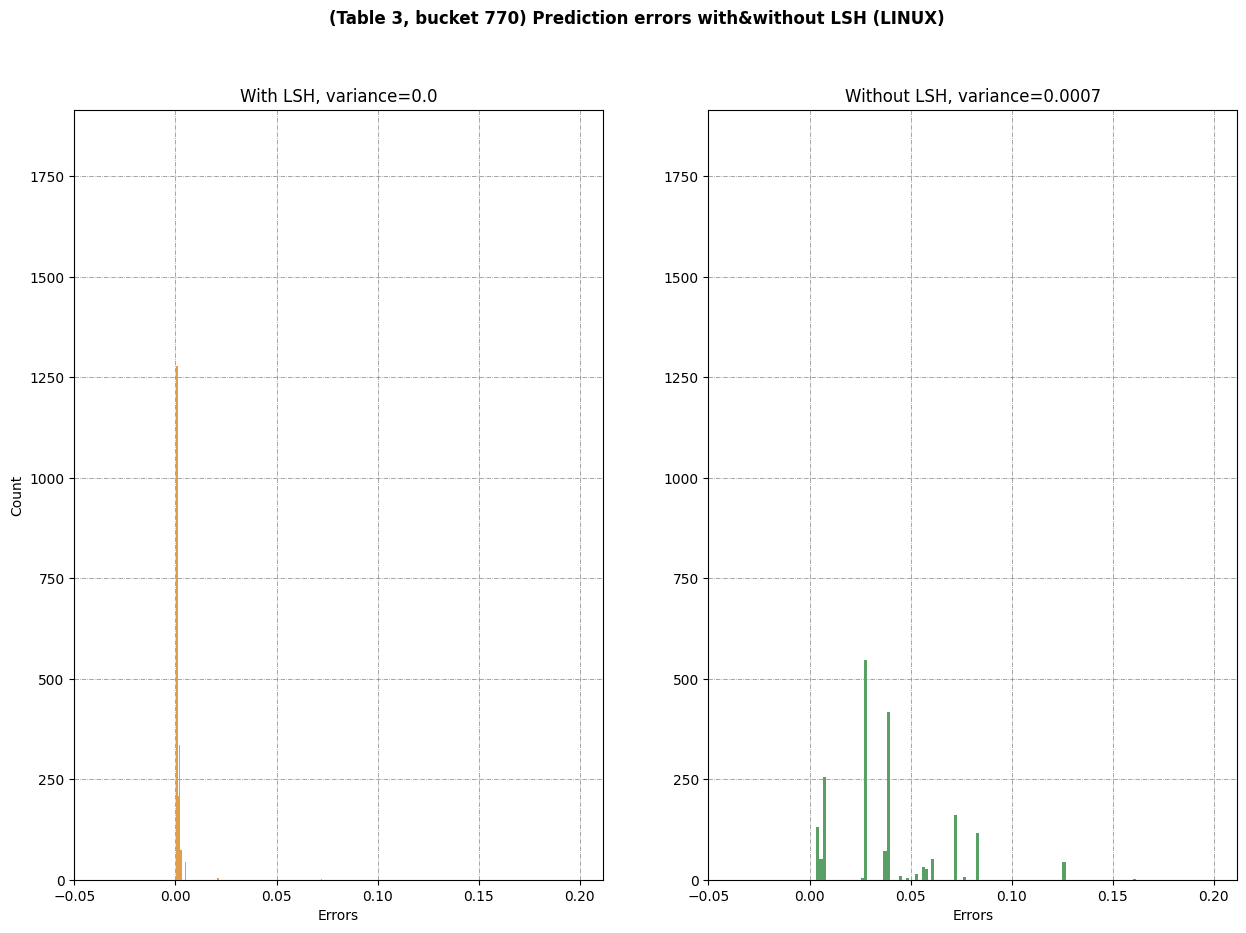 (Table 3, bucket 770) Prediction errors with&without LSH (LINUX)
With LSH, variance=0.0
1750
1500
1250
1000
750
500
250
0
Count
−0.05 0.00 0.05 0.10 0.15 0.20
Errors
Without LSH, variance=0.0007
1750
1500
1250
1000
750
500
250
0
−0.05 0.00 0.05 0.10 0.15 0.20
Errors